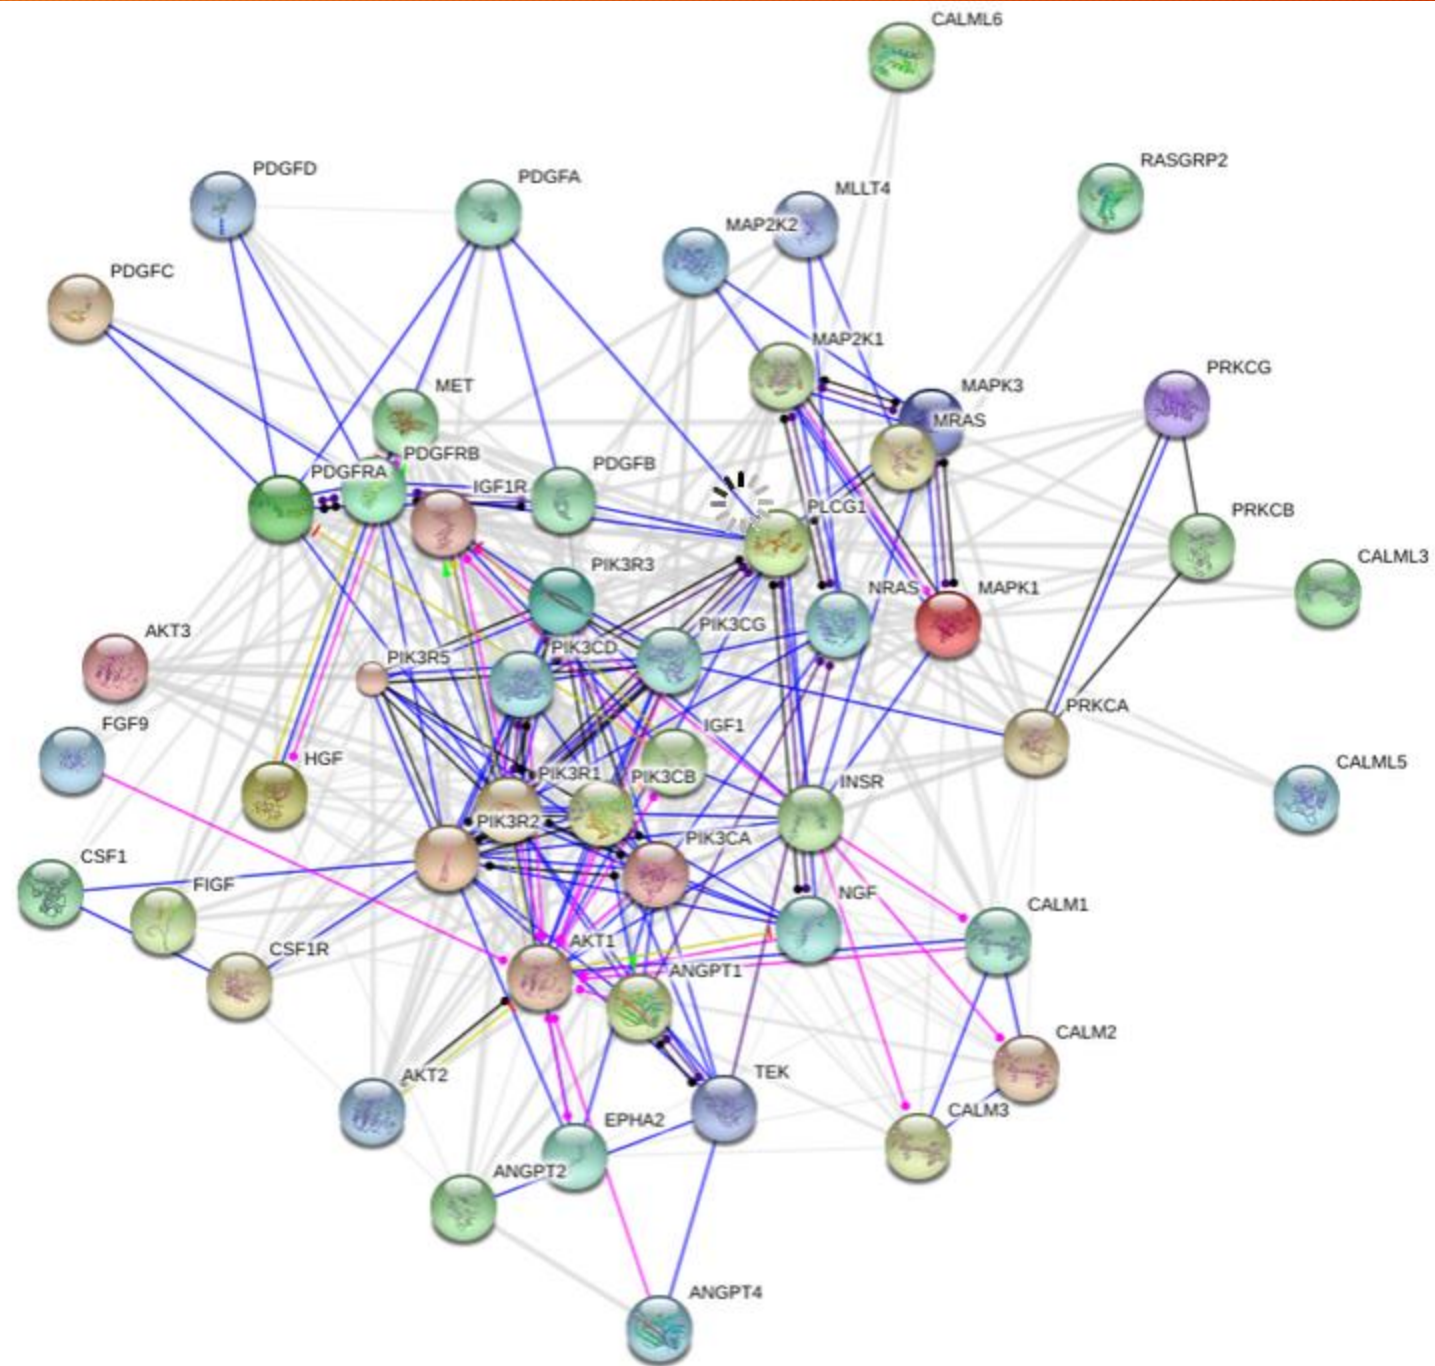 CALML6
RASGRP2
PDGFD
PDGFA
MLLT4
MAP2K2
PDGFC
MAP2K1
PRKCG
MET
MAPK3
MRAS
PDGFRB
PDGFB
PDGFRA
IGF1R
PLCG1
PRKCB
CALML3
PIK3R3
NRAS
MAPK1
PIK3CG
AKT3
PIK3CD
PIK3R5
PRKCA
FGF9
IGF1
HGF
CALML5
PIK3R1
PIK3CB
INSR
PIK3R2
PIK3CA
CSF1
FIGF
NGF
CALM1
CSF1R
AKT1
ANGPT1
CALM2
AKT2
TEK
CALM3
EPHA2
ANGPT2
ANGPT4